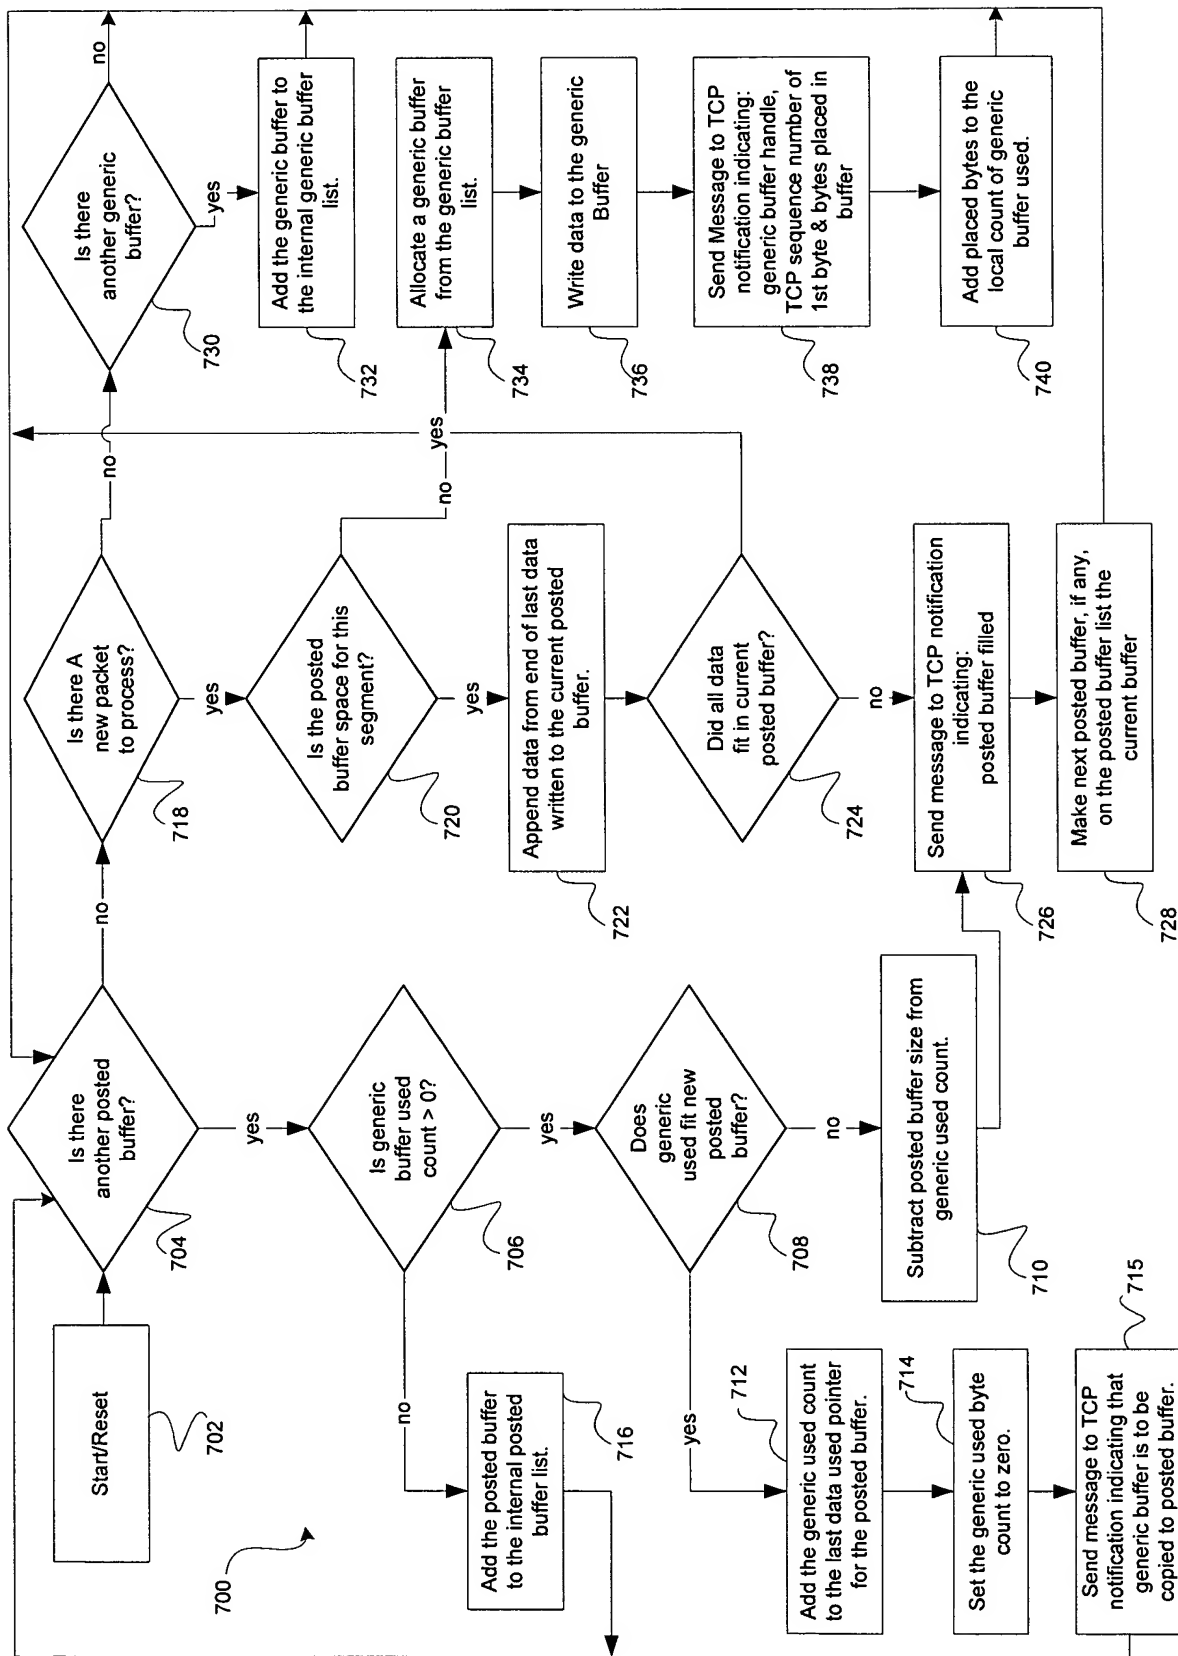 Start/Reset
702
700
Is there
another posted
buffer?
704
no
yes
Is generic
buffer used
count > 0?
706
no
yes
Add the posted buffer
to the internal posted
buffer list.
716
Does
generic
used fit new
posted
buffer?
708
yes
no
Subtract posted buffer size from
generic used count.
710
712
Add the generic used count
to the last data used pointer
for the posted buffer.
714
Set the generic used byte
count to zero.
715
Send message to TCP
notification indicating that
generic buffer is to be
copied to posted buffer.
Is there A
new packet
to process?
718
no
yes
Is the posted
buffer space for this
segment?
720
no
yes
Append data from end of last data
written to the current posted
buffer.
722
Did all data
fit in current
posted buffer?
724
yes
no
Send message to TCP notification
indicating:
posted buffer filled
726
Make next posted buffer, if any,
on the posted buffer list the
current buffer
728
Is there
another generic
buffer?
730
no
yes
Add the generic buffer to
the internal generic buffer
list.
732
Allocate a generic buffer
from the generic buffer
list.
734
Write data to the generic
Buffer
736
Send Message to TCP
notification indicating:
generic buffer handle,
TCP sequence number of
1st byte & bytes placed in
buffer
738
Add placed bytes to the
local count of generic
buffer used.
740